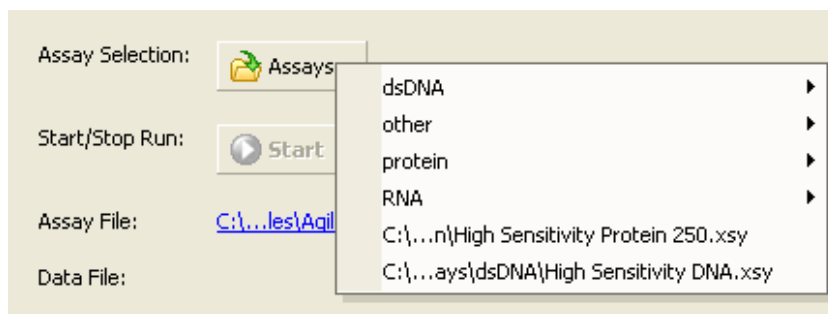 Assay Selection:
Assays
dsDNA
other
Start/Stop Run:
Start
protein
RNA
Assay File:
C:\...les\Agil
C:\...n\High Sensitivity Protein 250.xsy
Data File:
C:\...ays\dsDNA\High Sensitivity DNA.xsy